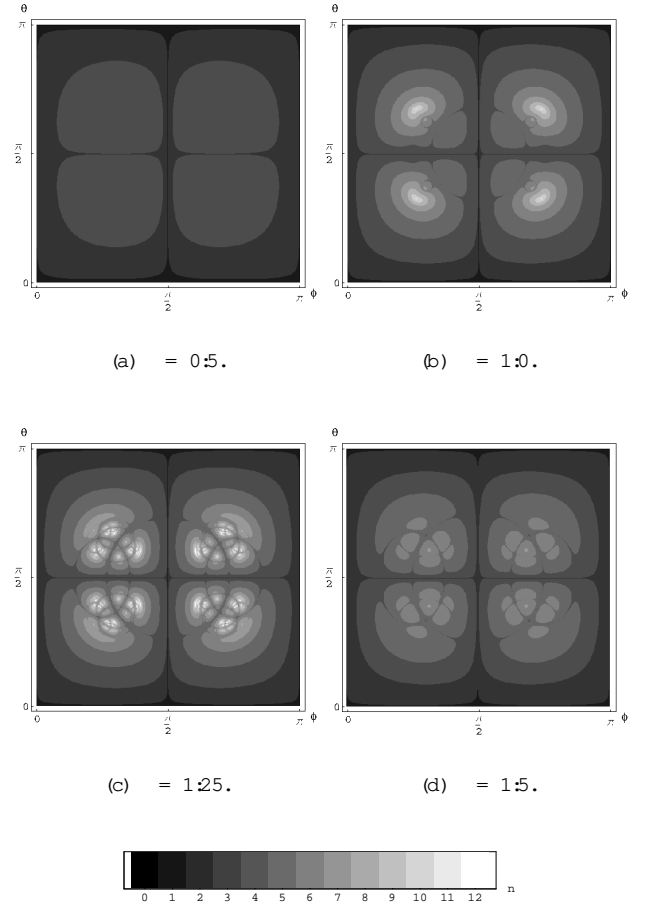 θ θ
π π
π/2 π/2
0 0
0 π/2 π ϕ 0 π/2 π ϕ
(a) = 0:5. (b) = 1:0.
θ θ
π π
π/2 π/2
0 0
0 π/2 π ϕ 0 π/2 π ϕ
(c) = 1:25. (d) = 1:5.
0 1 2 3 4 5 6 7 8 9 10 11 12 n